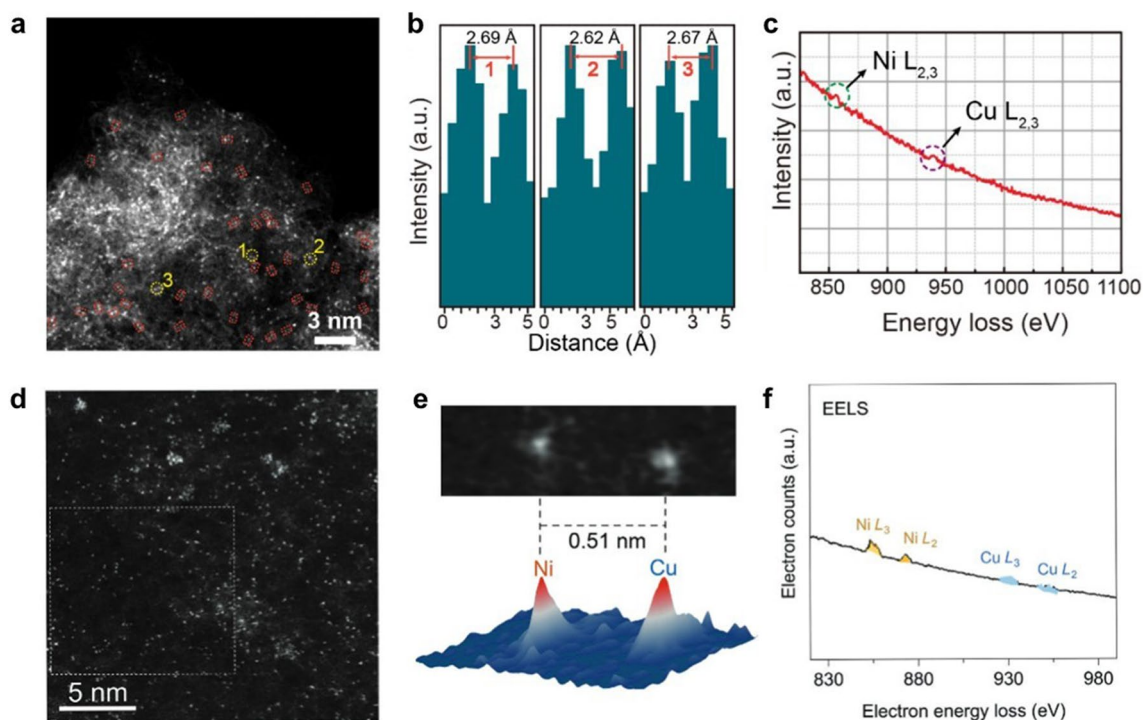 a
1
2
3
3 nm
b
2.69 Å
2.62 Å
2.67 Å
1
2
3
Intensity (a.u.)
0 3 5 0 3 5 0 3 5
Distance (Å)
c
Ni L2,3
Cu L2,3
Intensity (a.u.)
850 900 950 1000 1050 1100
Energy loss (eV)
d
5 nm
e
0.51 nm
Ni
Cu
f
EELS
Ni L3
Ni L2
Cu L3
Cu L2
Electron counts (a.u.)
830 880 930 980
Electron energy loss (eV)